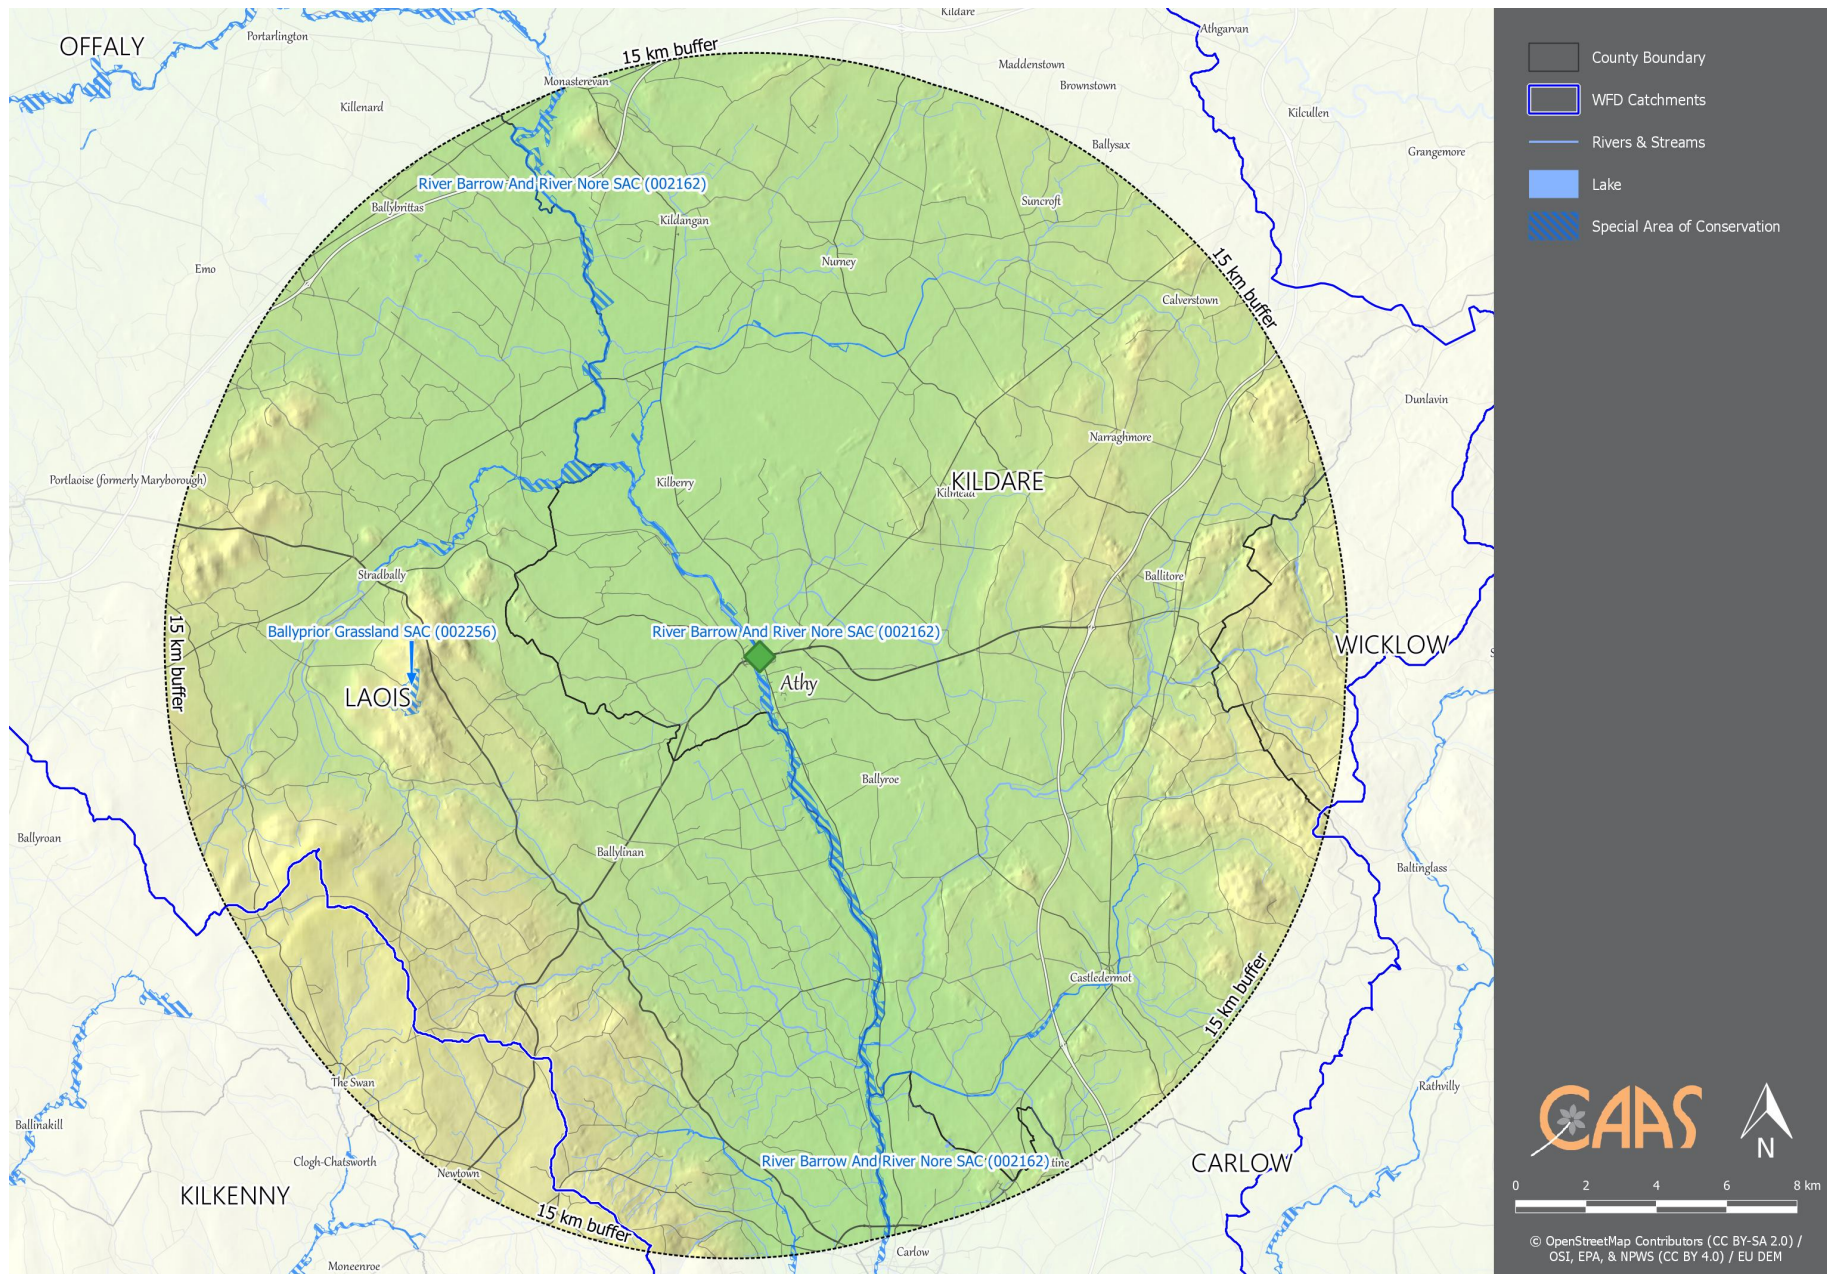 OFFALY
Portarlington
Kildare
15 km buffer
Athgarvan
Maddenstown
Monasterevan
Brownstown
Killenard
Kilcullen
Ballysax
Grangemore
River Barrow And River Nore SAC (002162)
Suncroft
Ballybrittas
Kildangan
Nurney
Emo
15 km buffer
Calverstown
Dunlavin
Narraghmore
Portlaoise (formerly Maryborough)
Kilberry
KILDARE
Kilmead
Stradbally
Ballitore
Ballyprior Grassland SAC (002256)
River Barrow And River Nore SAC (002162)
WICKLOW
15 km buffer
LAOIS
Athy
Ballyroe
Ballyroan
Ballylinan
Baltinglass
Castledermot
15 km buffer
The Swan
Rathvilly
Ballinakill
Clogh-Chatsworth
Newtown
River Barrow And River Nore SAC (002162)
tine
CARLOW
KILKENNY
15 km buffer
Carlow
Moneenroe
County Boundary
WFD Catchments
Rivers & Streams
Lake
Special Area of Conservation
CAAS
N
0 2 4 6 8 km
© OpenStreetMap Contributors (CC BY-SA 2.0) /
OSI, EPA, & NPWS (CC BY 4.0) / EU DEM